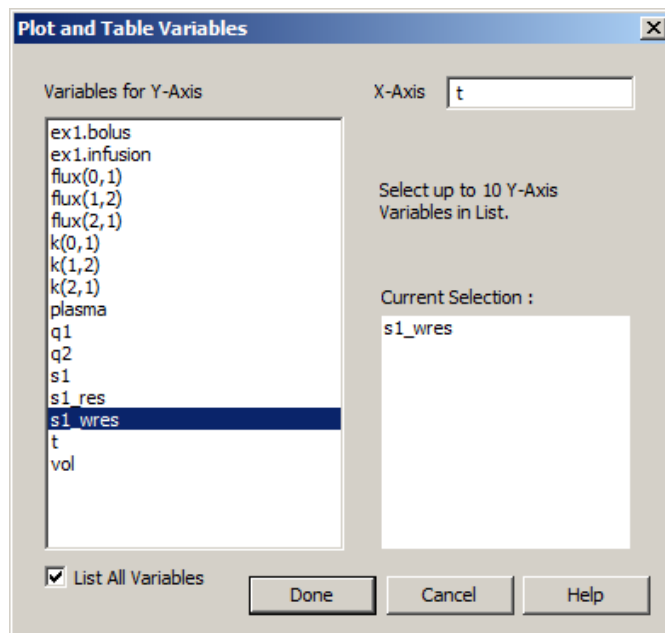 Plot and Table Variables
Variables for Y-Axis
X-Axis t
ex1.bolus
ex1.infusion
flux(0,1)
flux(1,2)
flux(2,1)
k(0,1)
k(1,2)
k(2,1)
plasma
q1
q2
s1
s1_res
s1_wres
t
vol
Select up to 10 Y-Axis
Variables in List.
Current Selection :
s1_wres
List All Variables
Done
Cancel
Help